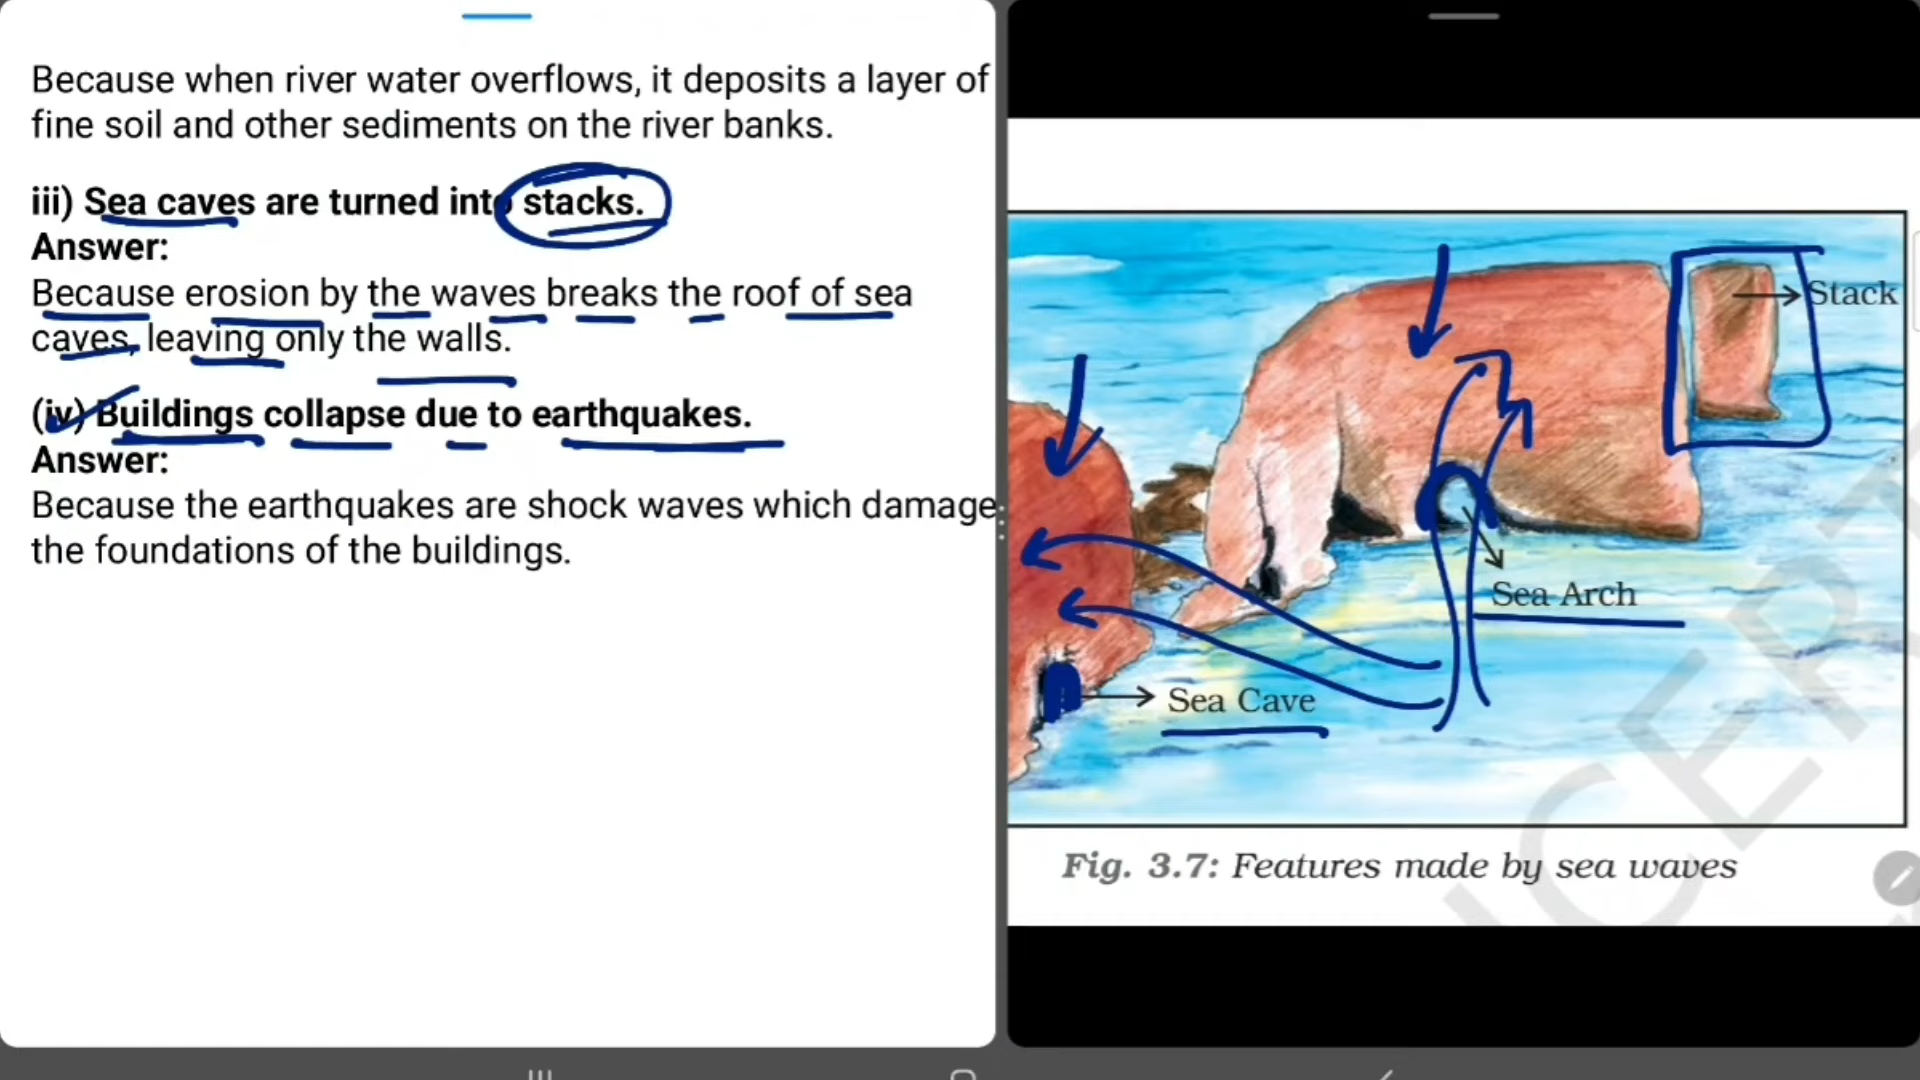 Because when river water overflows, it deposits a layer of
fine soil and other sediments on the river banks.
iii) Sea caves are turned into stacks.
Answer:
Because erosion by the waves breaks the roof of sea
caves, leaving only the walls.
(iv) Buildings collapse due to earthquakes.
Answer:
Because the earthquakes are shock waves which damage
the foundations of the buildings.
Stack
Sea Arch
Sea Cave
Fig. 3.7: Features made by sea waves